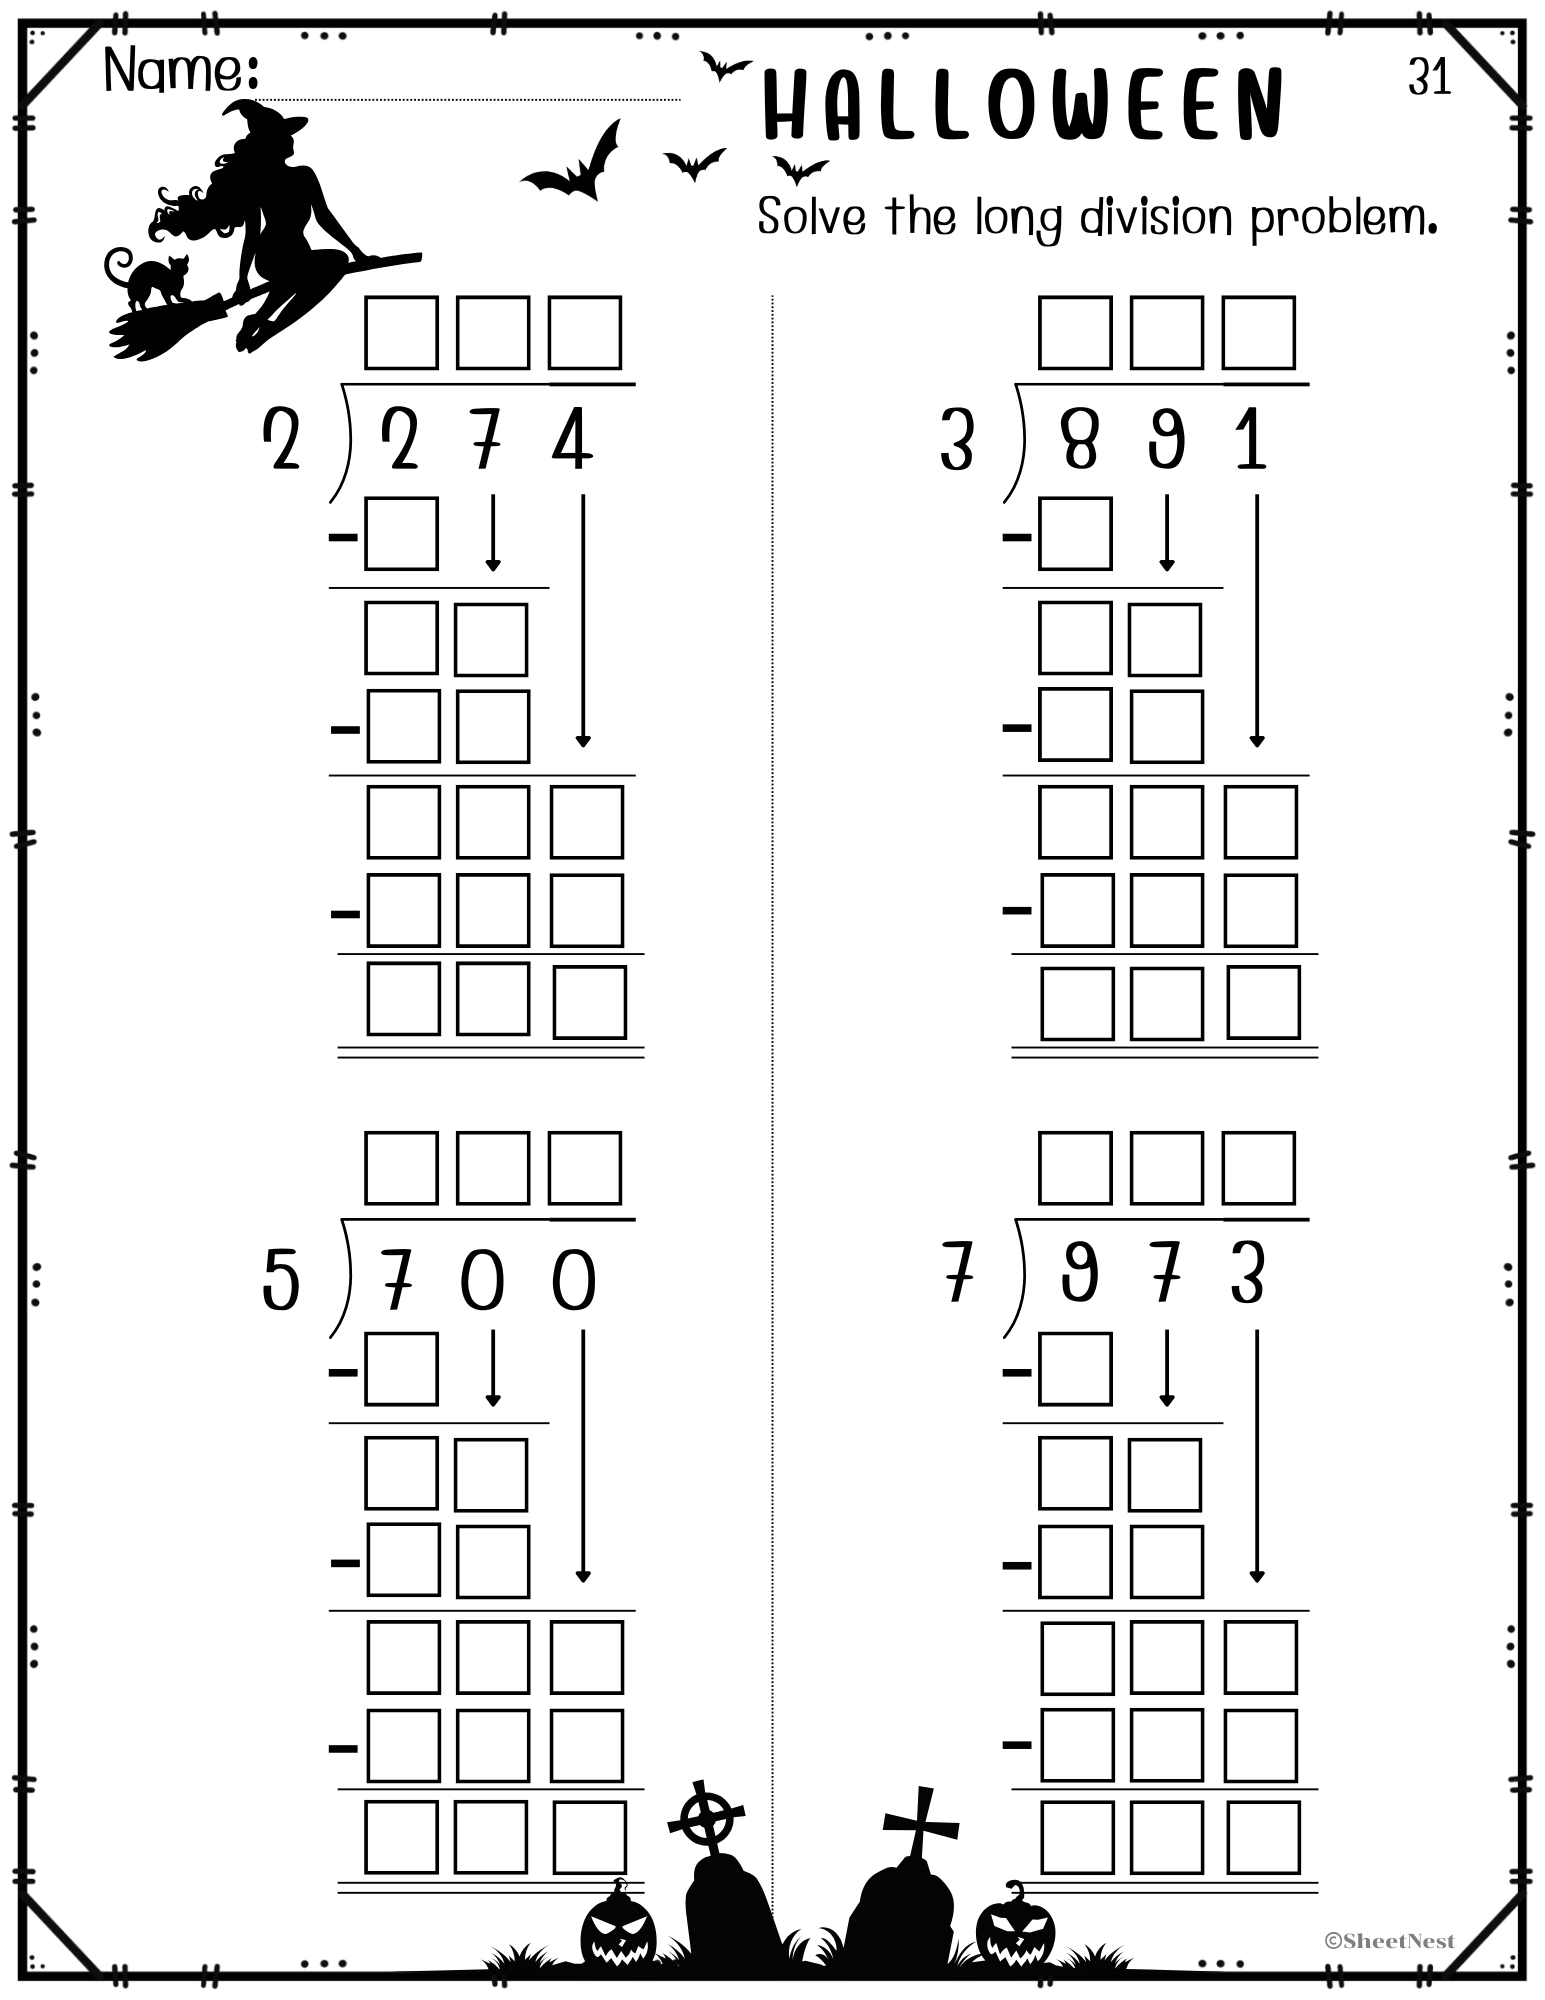 Name:
HALLOWEEN
31
Solve the long division problem.
2 2 7 4
3 8 9 1
-
-
-
-
-
-
5 7 0 0
7 9 7 3
-
-
-
-
-
-
©SheetNest